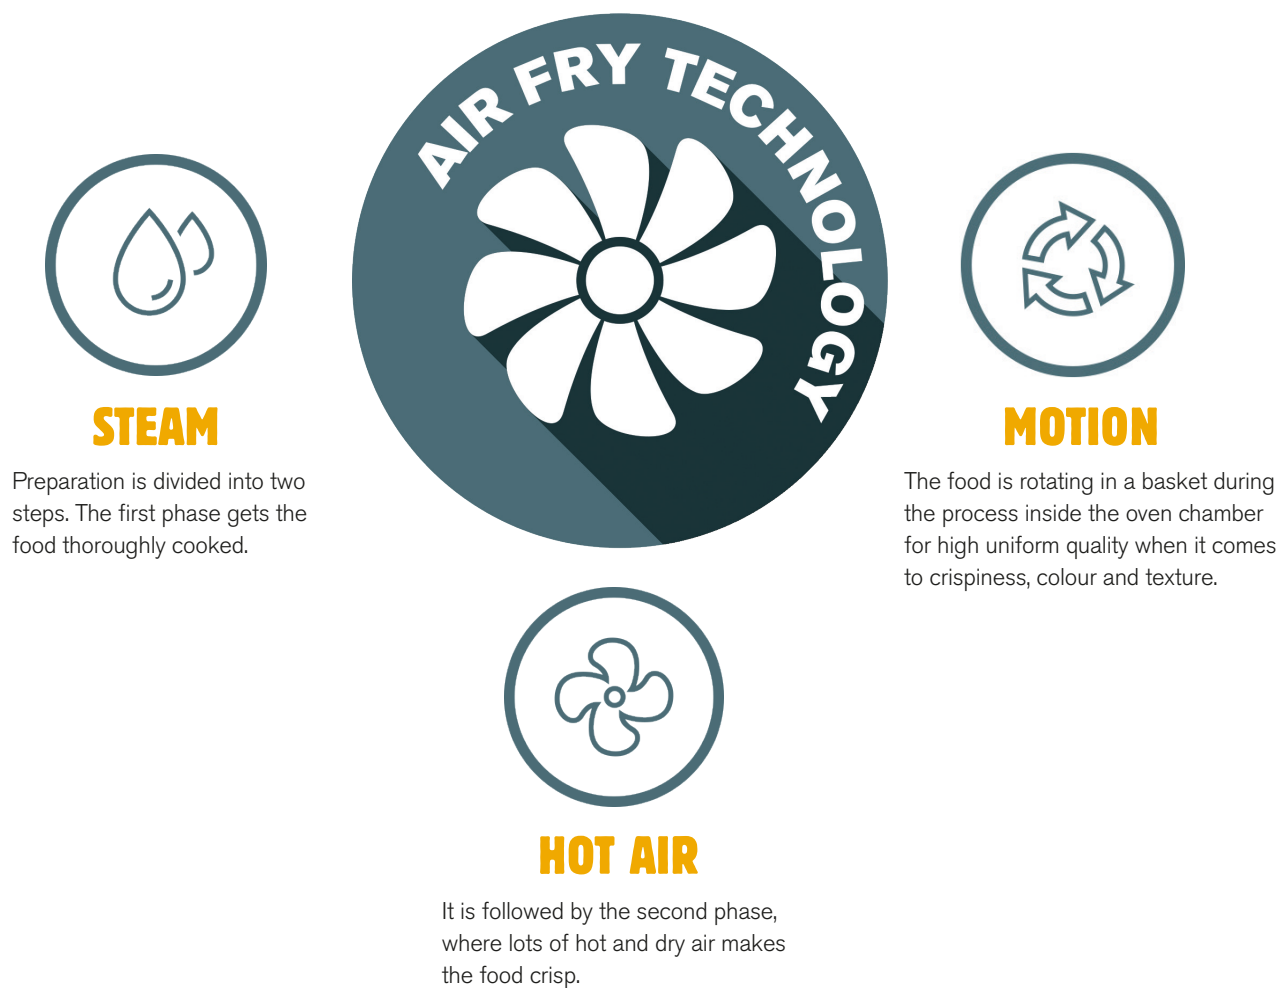 AIR FRY TECHNOLOGY
STEAM
Preparation is divided into two
steps. The first phase gets the
food thoroughly cooked.
MOTION
The food is rotating in a basket during
the process inside the oven chamber
for high uniform quality when it comes
to crispiness, colour and texture.
HOT AIR
It is followed by the second phase,
where lots of hot and dry air makes
the food crisp.